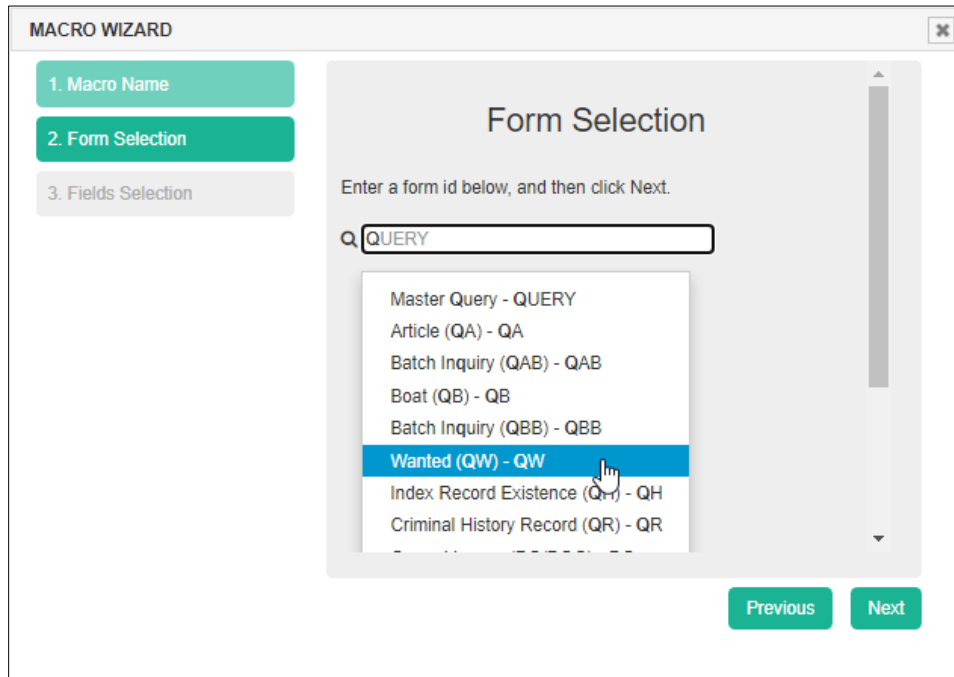 MACRO WIZARD
1. Macro Name
2. Form Selection
3. Fields Selection
Form Selection
Enter a form id below, and then click Next.
QUERY
Master Query - QUERY
Article (QA) - QA
Batch Inquiry (QAB) - QAB
Boat (QB) - QB
Batch Inquiry (QBB) - QBB
Wanted (QW) - QW
Index Record Existence (QH) - QH
Criminal History Record (QR) - QR
Previous
Next